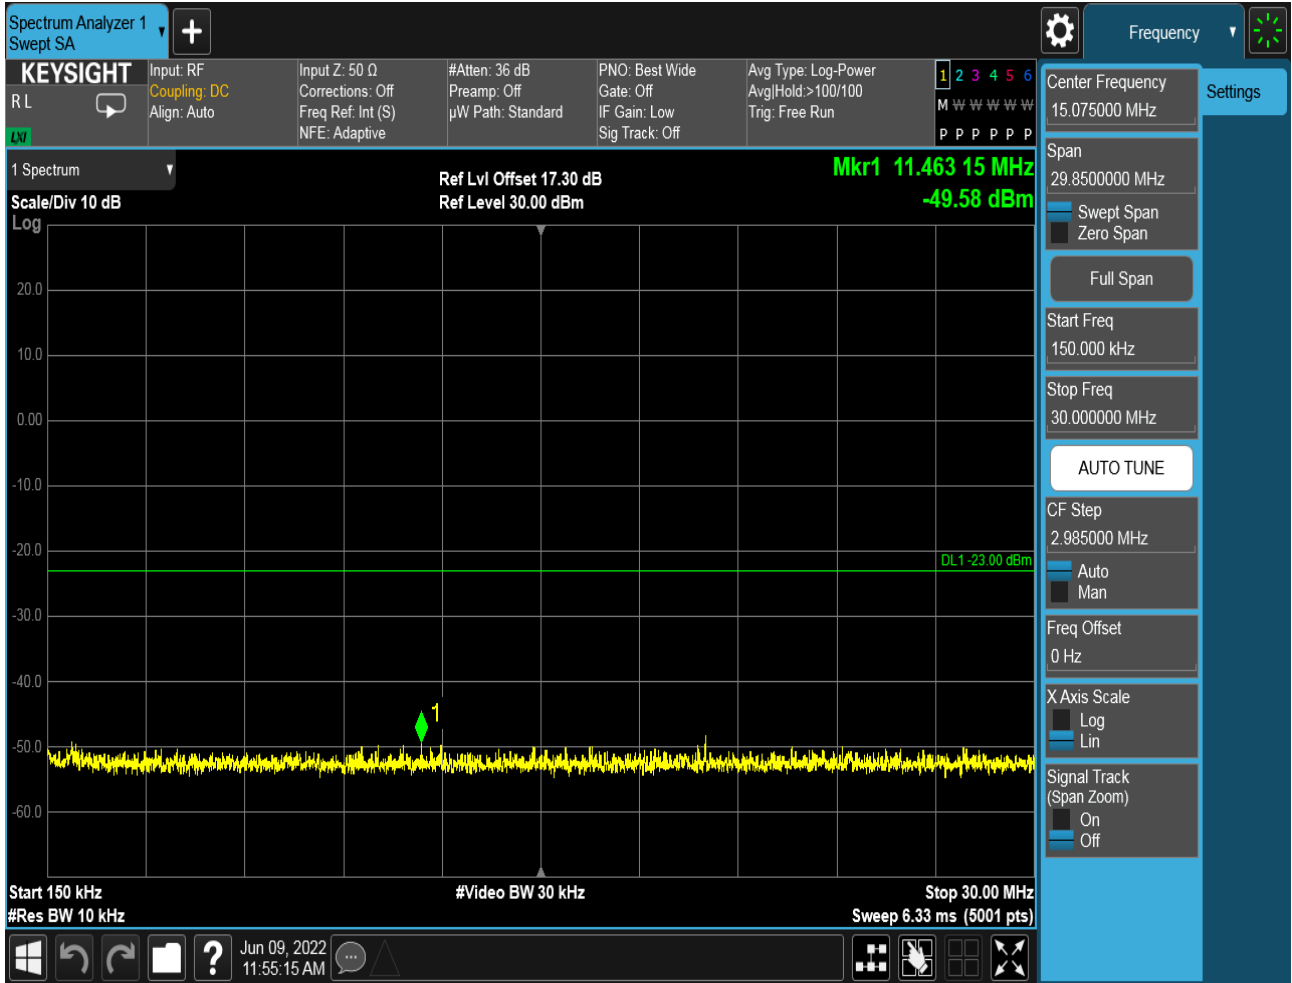 Spectrum Analyzer 1
Swept SA
Frequency
KEYSIGHT
R L
LXI
Input: RF
Coupling: DC
Align: Auto
Input Z: 50 Ω
Corrections: Off
Freq Ref: Int (S)
NFE: Adaptive
#Atten: 36 dB
Preamp: Off
µW Path: Standard
PNO: Best Wide
Gate: Off
IF Gain: Low
Sig Track: Off
Avg Type: Log-Power
Avg|Hold:>100/100
Trig: Free Run
1 2 3 4 5 6
M W W W W W
P P P P P P
1 Spectrum
Scale/Div 10 dB
Log
Ref Lvl Offset 17.30 dB
Ref Level 30.00 dBm
Mkr1 11.463 15 MHz
-49.58 dBm
20.0
10.0
0.00
-10.0
-20.0
DL1 -23.00 dBm
-30.0
-40.0
1
-50.0
-60.0
Start 150 kHz
#Video BW 30 kHz
Stop 30.00 MHz
#Res BW 10 kHz
Sweep 6.33 ms (5001 pts)
?
Jun 09, 2022
11:55:15 AM
Center Frequency
15.075000 MHz
Settings
Span
29.8500000 MHz
Swept Span
Zero Span
Full Span
Start Freq
150.000 kHz
Stop Freq
30.000000 MHz
AUTO TUNE
CF Step
2.985000 MHz
Auto
Man
Freq Offset
0 Hz
X Axis Scale
Log
Lin
Signal Track
(Span Zoom)
On
Off